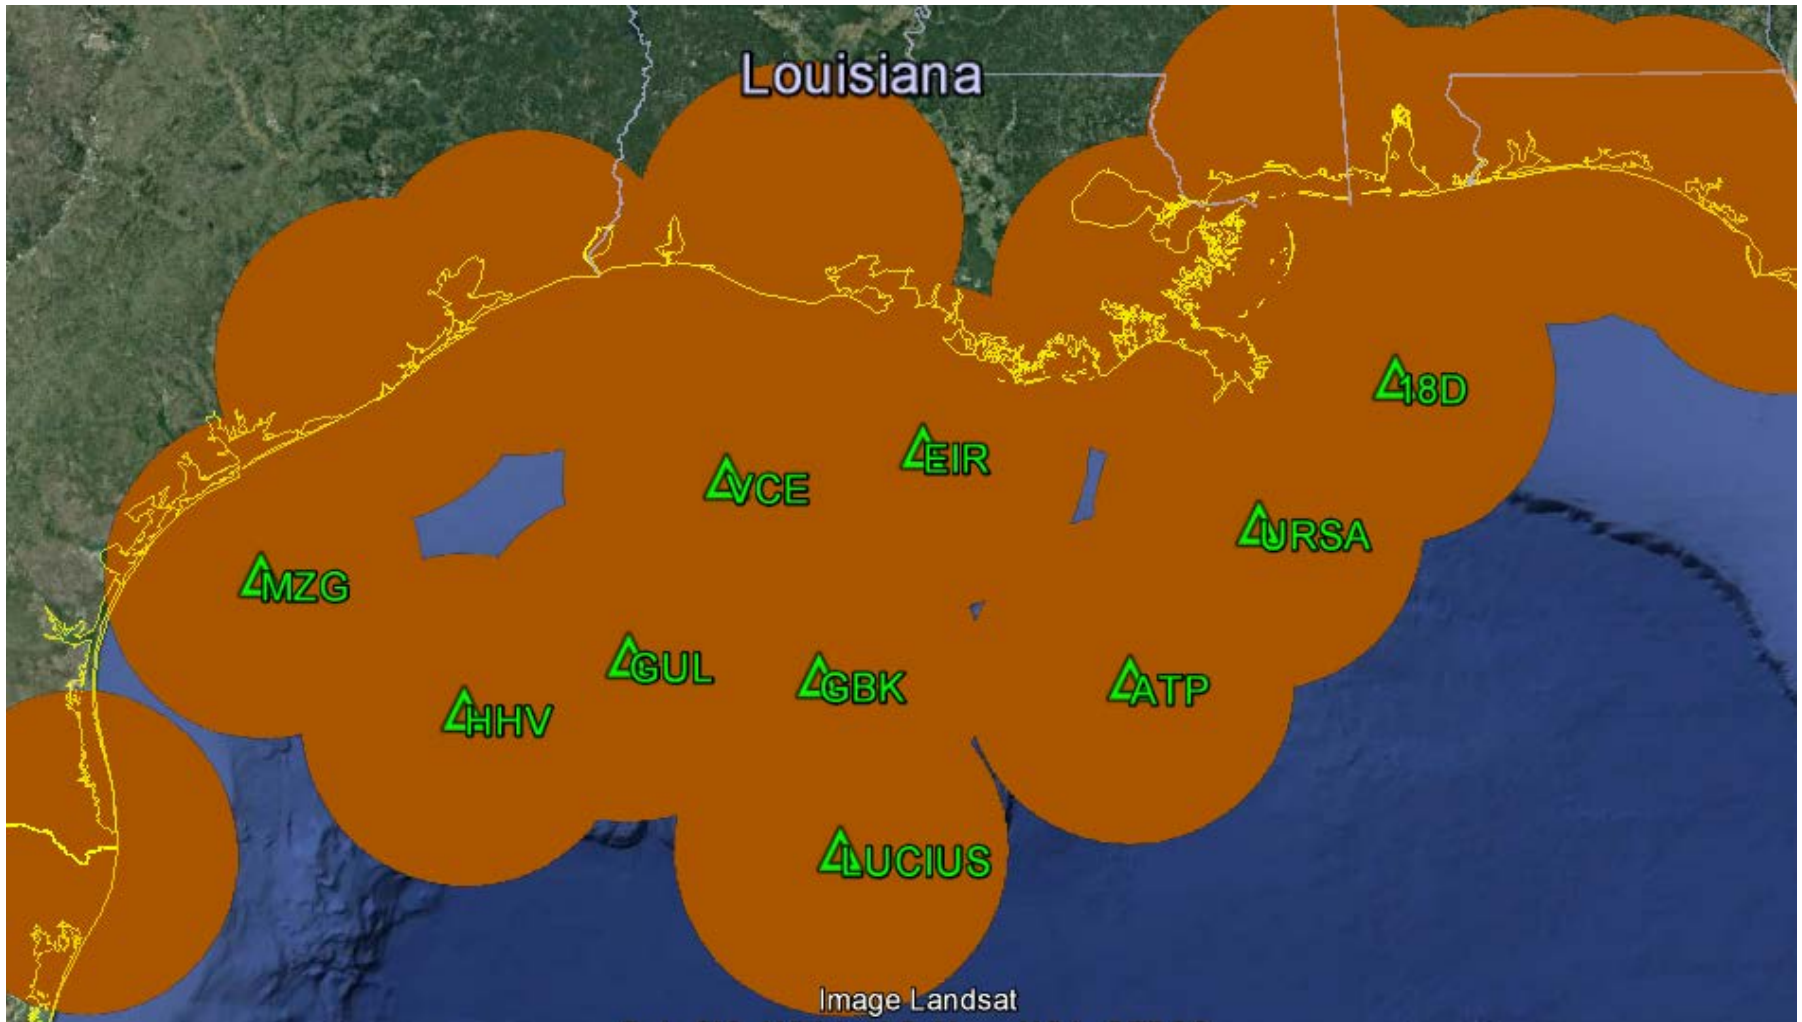 Louisiana
18D
EIR
VCE
URSA
MZG
GUL
GBK
ATP
HHV
LUCIUS
Image Landsat